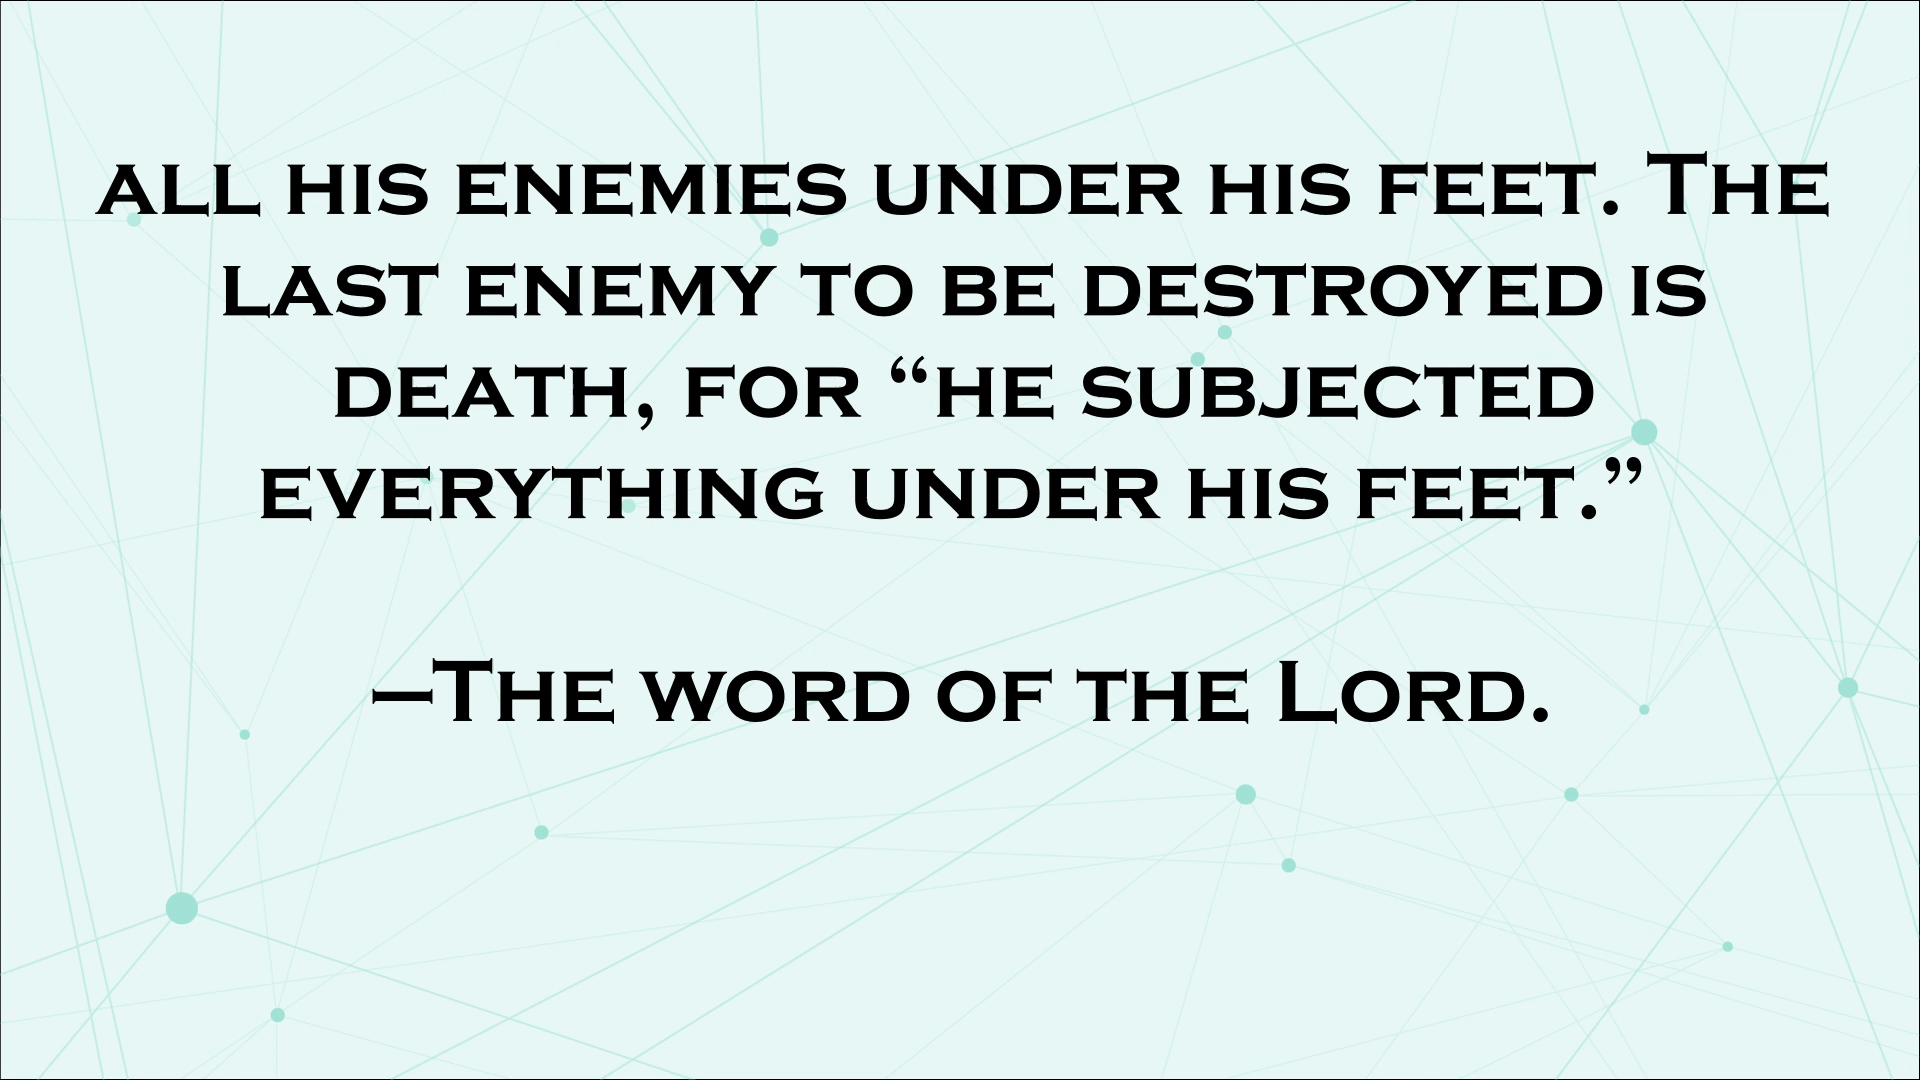 all his enemies under his feet. The
last enemy to be destroyed is
death, for “he subjected
everything under his feet.”
–The word of the Lord.